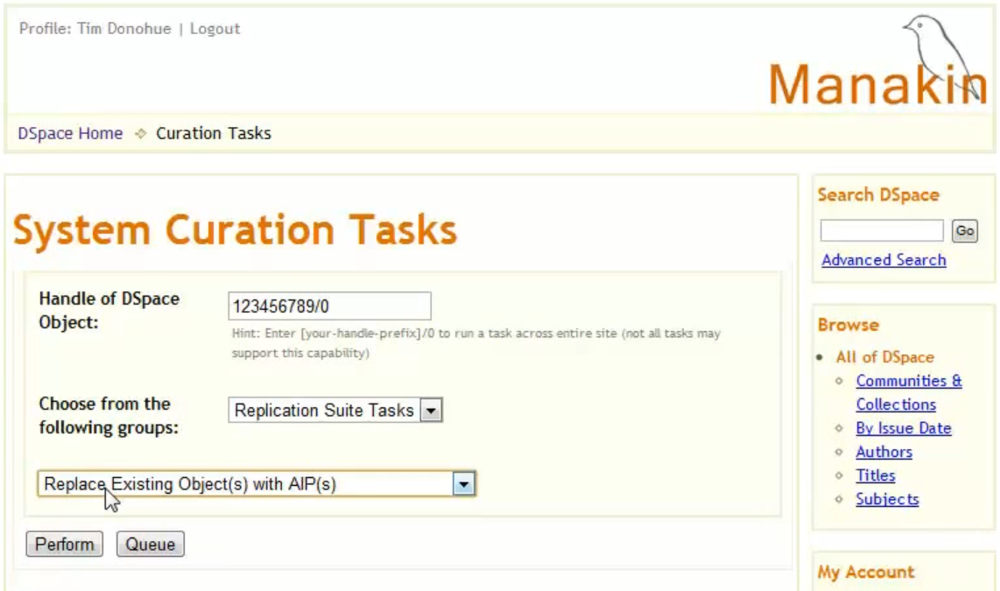 Profile: Tim Donohue | Logout
Manakin
DSpace Home Curation Tasks
System Curation Tasks
Handle of DSpace
Object:
123456789/0
Hint: Enter [your-handle-prefix]/0 to run a task across entire site (not all tasks may
support this capability)
Choose from the
following groups:
Replication Suite Tasks
Replace Existing Object(s) with AIP(s)
Perform
Queue
Search DSpace
Go
Advanced Search
Browse
All of DSpace
Communities &
Collections
By Issue Date
Authors
Titles
Subjects
My Account